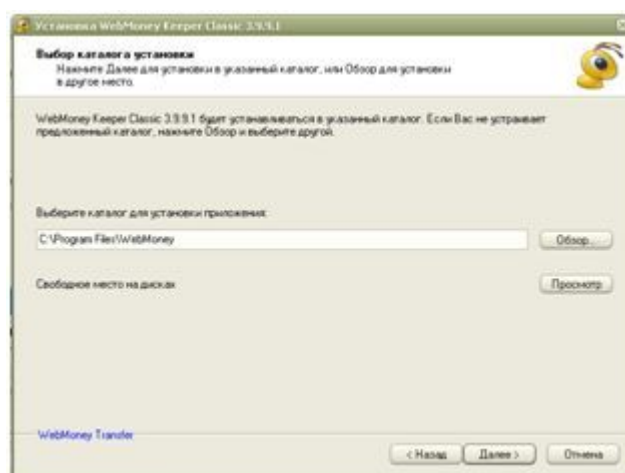 Установка WebMoney Keeper Classic 3.9.9.1
Выбор каталога установки
Нажмите Далее для установки в указанный каталог, или Обзор для установки
в другое место.
WebMoney Keeper Classic 3.9.9.1 будет устанавливаться в указанный каталог. Если Вас не устраивает
предложенный каталог, нажмите Обзор и выберите другой.
Выберите каталог для установки приложения:
C:\Program Files\WebMoney
Обзор...
Свободное место на дисках
Просмотр
WebMoney Transfer
< Назад
Далее >
Отмена